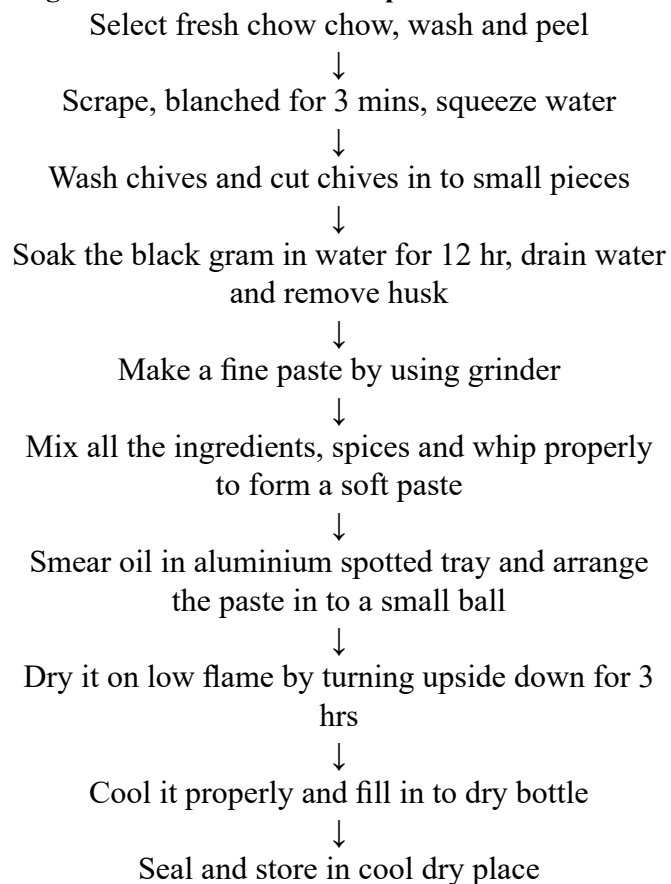 Select fresh chow chow, wash and peel
↓
Scrape, blanched for 3 mins, squeeze water
↓
Wash chives and cut chives in to small pieces
↓
Soak the black gram in water for 12 hr, drain water
and remove husk
↓
Make a fine paste by using grinder
↓
Mix all the ingredients, spices and whip properly
to form a soft paste
↓
Smear oil in aluminium spotted tray and arrange
the paste in to a small ball
↓
Dry it on low flame by turning upside down for 3
hrs
↓
Cool it properly and fill in to dry bottle
↓
Seal and store in cool dry place